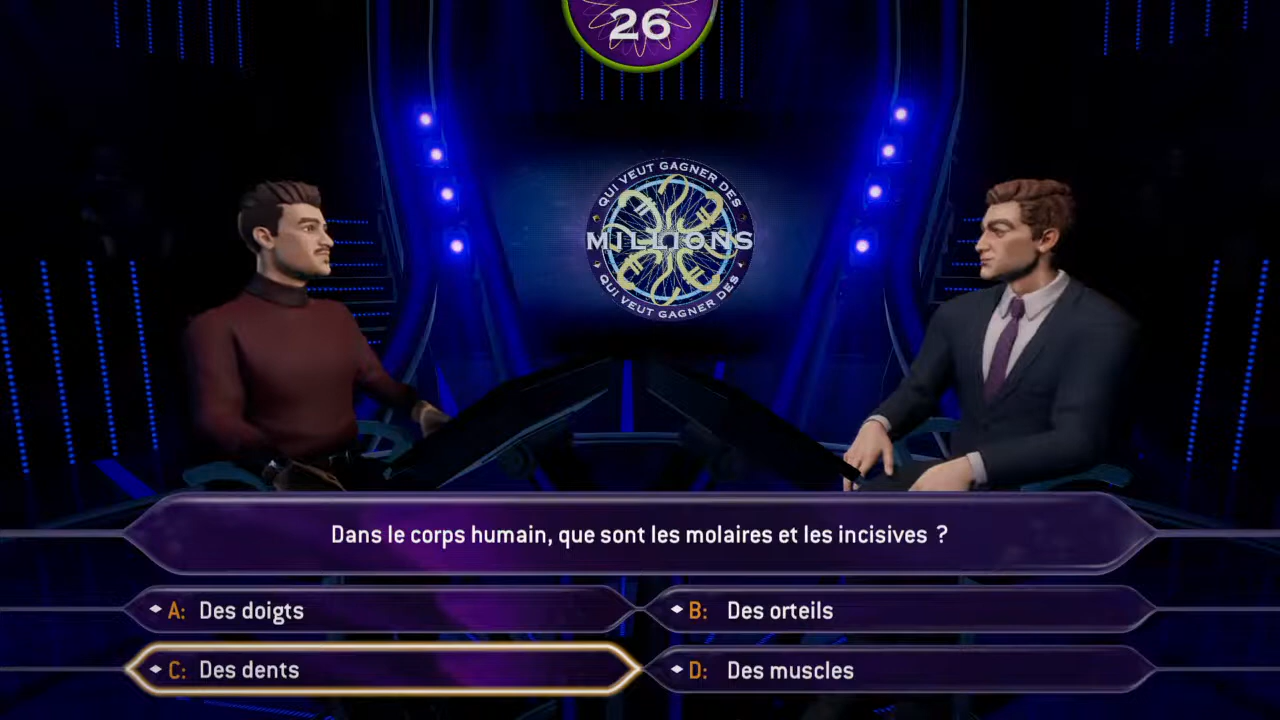 26
QUI VEUT GAGNER DES
MILLIONS
QUI VEUT GAGNER DES
Dans le corps humain, que sont les molaires et les incisives ?
A: Des doigts
B: Des orteils
C: Des dents
D: Des muscles